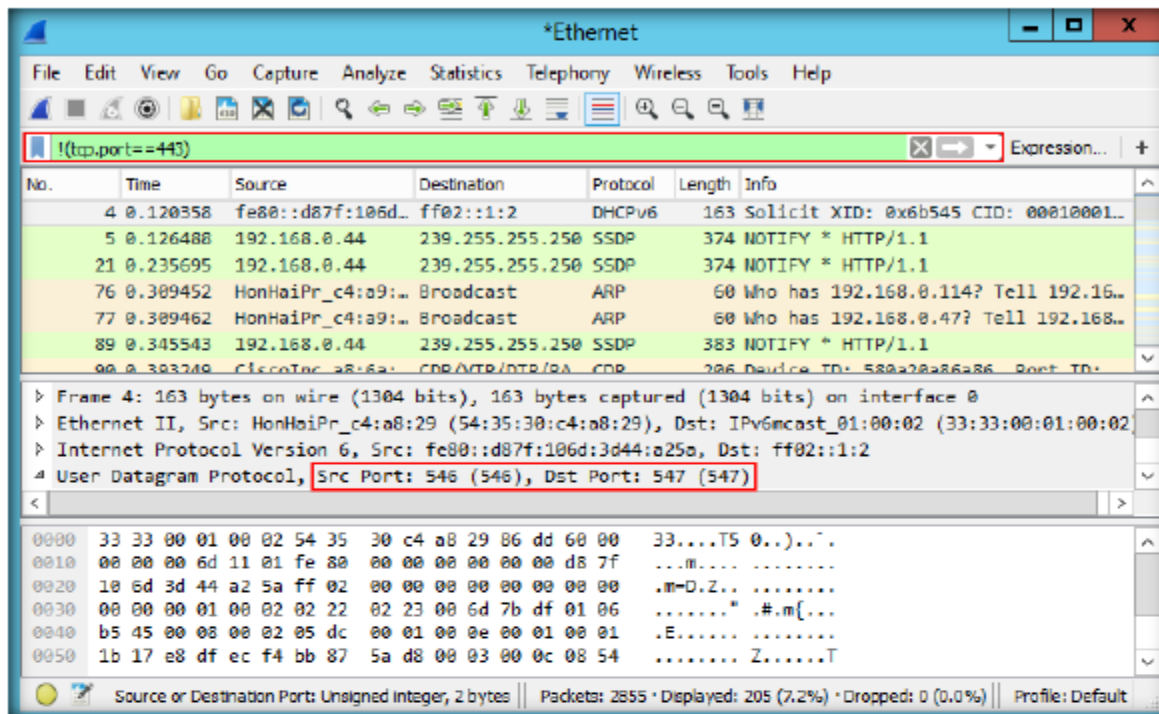 *Ethernet
File Edit View Go Capture Analyze Statistics Telephony Wireless Tools Help
!(tcp.port==443) Expression... +
No. Time Source Destination Protocol Length Info
4 0.120358 fe80::d87f:106d… ff02::1:2 DHCPv6 163 Solicit XID: 0x6b545 CID: 00010001…
5 0.126488 192.168.0.44 239.255.255.250 SSDP 374 NOTIFY * HTTP/1.1
21 0.235695 192.168.0.44 239.255.255.250 SSDP 374 NOTIFY * HTTP/1.1
76 0.309452 HonHaiPr_c4:a9:… Broadcast ARP 60 Who has 192.168.0.114? Tell 192.16…
77 0.309462 HonHaiPr_c4:a9:… Broadcast ARP 60 Who has 192.168.0.47? Tell 192.168…
89 0.345543 192.168.0.44 239.255.255.250 SSDP 383 NOTIFY * HTTP/1.1
90 0.393249 CiscoInc_a8:6a: CDP/VTP/DTP/PA… CDP 206 Device ID: 580a20a86a86 Port ID:
Frame 4: 163 bytes on wire (1304 bits), 163 bytes captured (1304 bits) on interface 0
Ethernet II, Src: HonHaiPr_c4:a8:29 (54:35:30:c4:a8:29), Dst: IPv6mcast_01:00:02 (33:33:00:01:00:02)
Internet Protocol Version 6, Src: fe80::d87f:106d:3d44:a25a, Dst: ff02::1:2
User Datagram Protocol, Src Port: 546 (546), Dst Port: 547 (547)
0000 33 33 00 01 00 02 54 35 30 c4 a8 29 86 dd 60 00 33....T5 0..)..`.
0010 00 00 00 6d 11 01 fe 80 00 00 00 00 00 00 d8 7f ...m.... ........
0020 10 6d 3d 44 a2 5a ff 02 00 00 00 00 00 00 00 00 .m=D.Z.. ........
0030 00 00 00 01 00 02 02 22 02 23 00 6d 7b df 01 06 ......." .#.m{...
0040 b5 45 00 08 00 02 05 dc 00 01 00 0e 00 01 00 01 .E...... ........
0050 1b 17 e8 df ec f4 bb 87 5a d8 00 03 00 0c 08 54 ........ Z......T
Source or Destination Port: Unsigned integer, 2 bytes Packets: 2855 · Displayed: 205 (7.2%) · Dropped: 0 (0.0%) Profile: Default